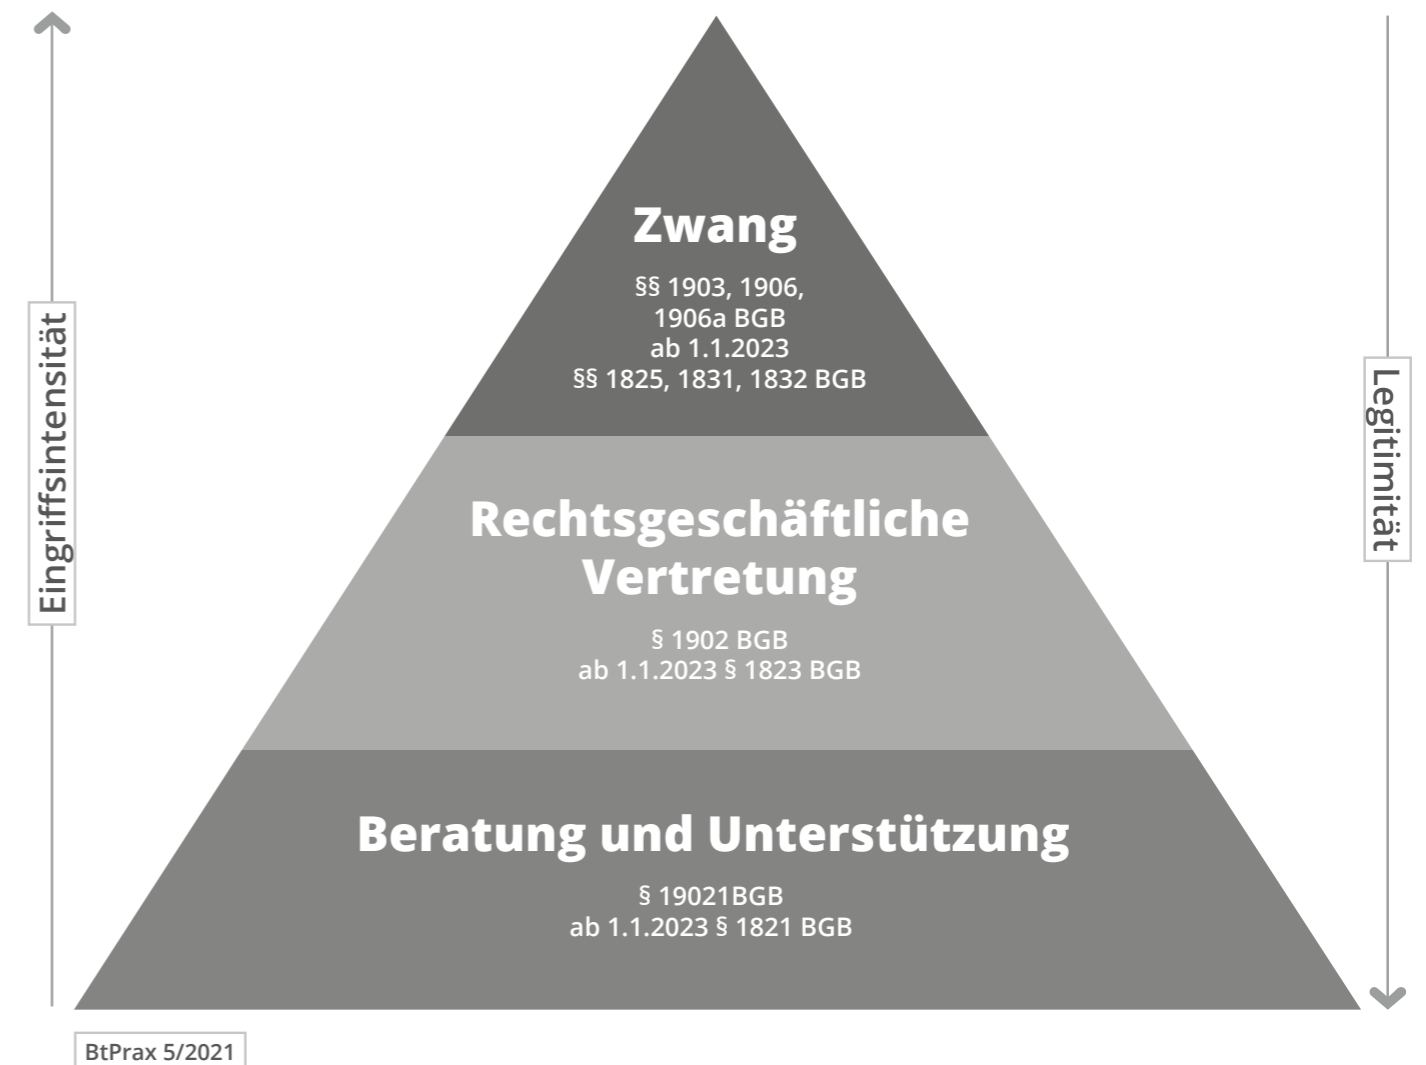 Zwang
§§ 1903, 1906,
1906a BGB
ab 1.1.2023
§§ 1825, 1831, 1832 BGB
Eingriffsintensität
Legitimität
Rechtsgeschäftliche
Vertretung
§ 1902 BGB
ab 1.1.2023 § 1823 BGB
Beratung und Unterstützung
§ 19021BGB
ab 1.1.2023 § 1821 BGB
BtPrax 5/2021